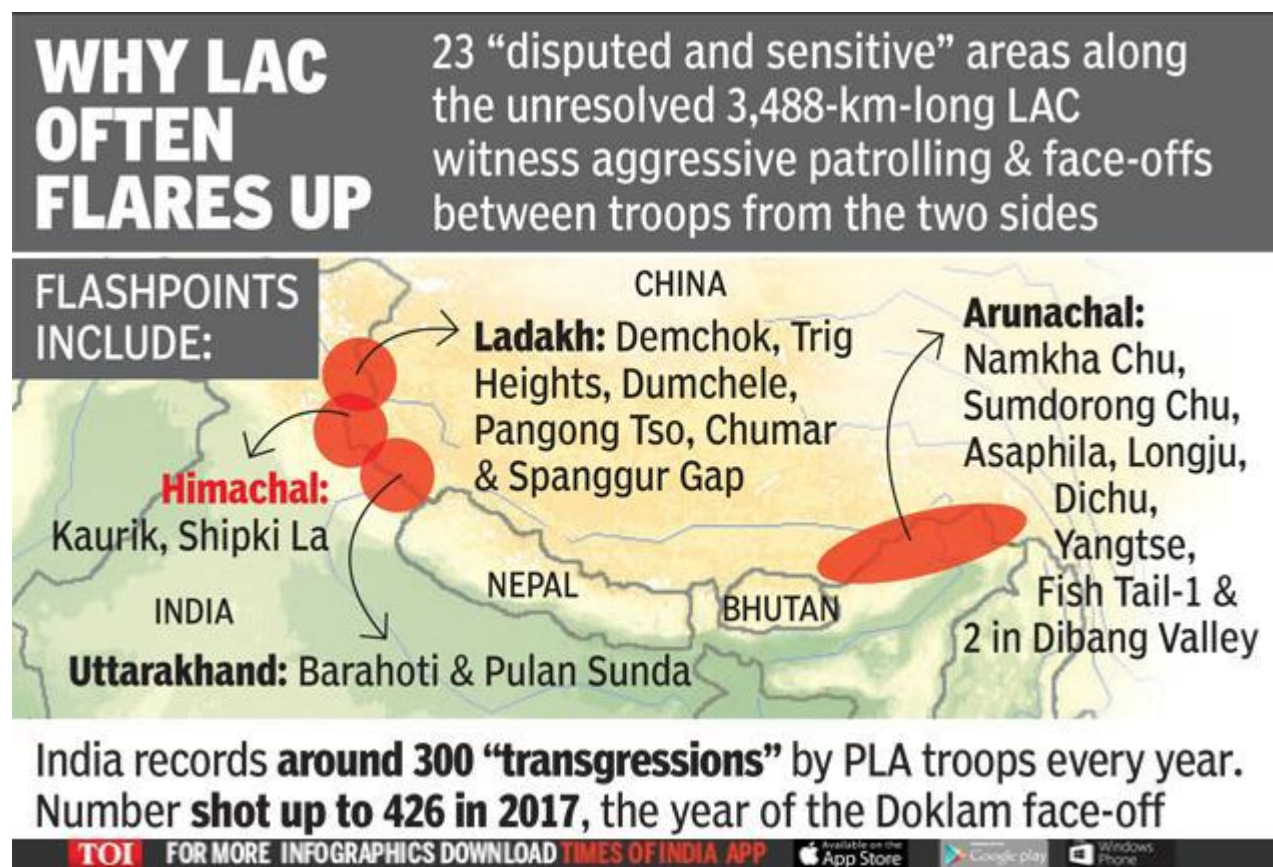 WHY LAC
OFTEN
FLARES UP
23 “disputed and sensitive” areas along
the unresolved 3,488-km-long LAC
witness aggressive patrolling & face-offs
between troops from the two sides
FLASHPOINTS
INCLUDE:
CHINA
Ladakh: Demchok, Trig
Heights, Dumchele,
Pangong Tso, Chumar
& Spanggur Gap
Arunachal:
Namkha Chu,
Sumdorong Chu,
Asaphila, Longju,
Dichu,
Yangtse,
Fish Tail-1 &
2 in Dibang Valley
Himachal:
Kaurik, Shipki La
NEPAL
BHUTAN
INDIA
Uttarakhand: Barahoti & Pulan Sunda
India records around 300 “transgressions” by PLA troops every year.
Number shot up to 426 in 2017, the year of the Doklam face-off
TOI FOR MORE INFOGRAPHICS DOWNLOAD TIMES OF INDIA APP
Available on the
App Store
Google play
Windows
Phone